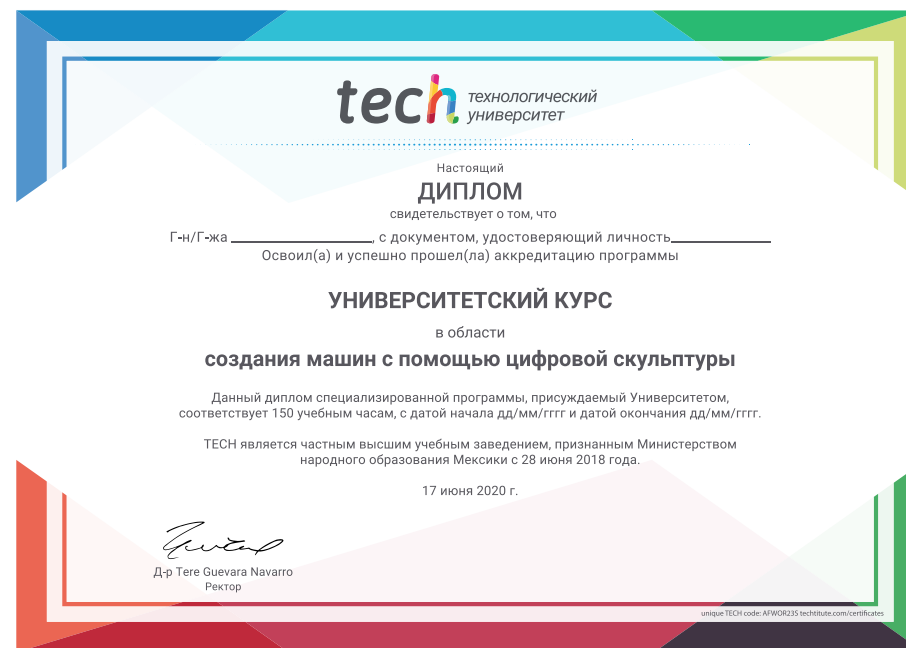 tech технологический
университет
Настоящий
ДИПЛОМ
свидетельствует о том, что
Г-н/Г-жа ________________, с документом, удостоверяющий личность____________
Освоил(а) и успешно прошел(ла) аккредитацию программы
УНИВЕРСИТЕТСКИЙ КУРС
в области
создания машин с помощью цифровой скульптуры
Данный диплом специализированной программы, присуждаемый Университетом,
соответствует 150 учебным часам, с датой начала дд/мм/гггг и датой окончания дд/мм/гггг.
TECH является частным высшим учебным заведением, признанным Министерством
народного образования Мексики с 28 июня 2018 года.
17 июня 2020 г.
Д-р Tere Guevara Navarro
Ректор
unique TECH code: AFWOR23S techtitute.com/certificates